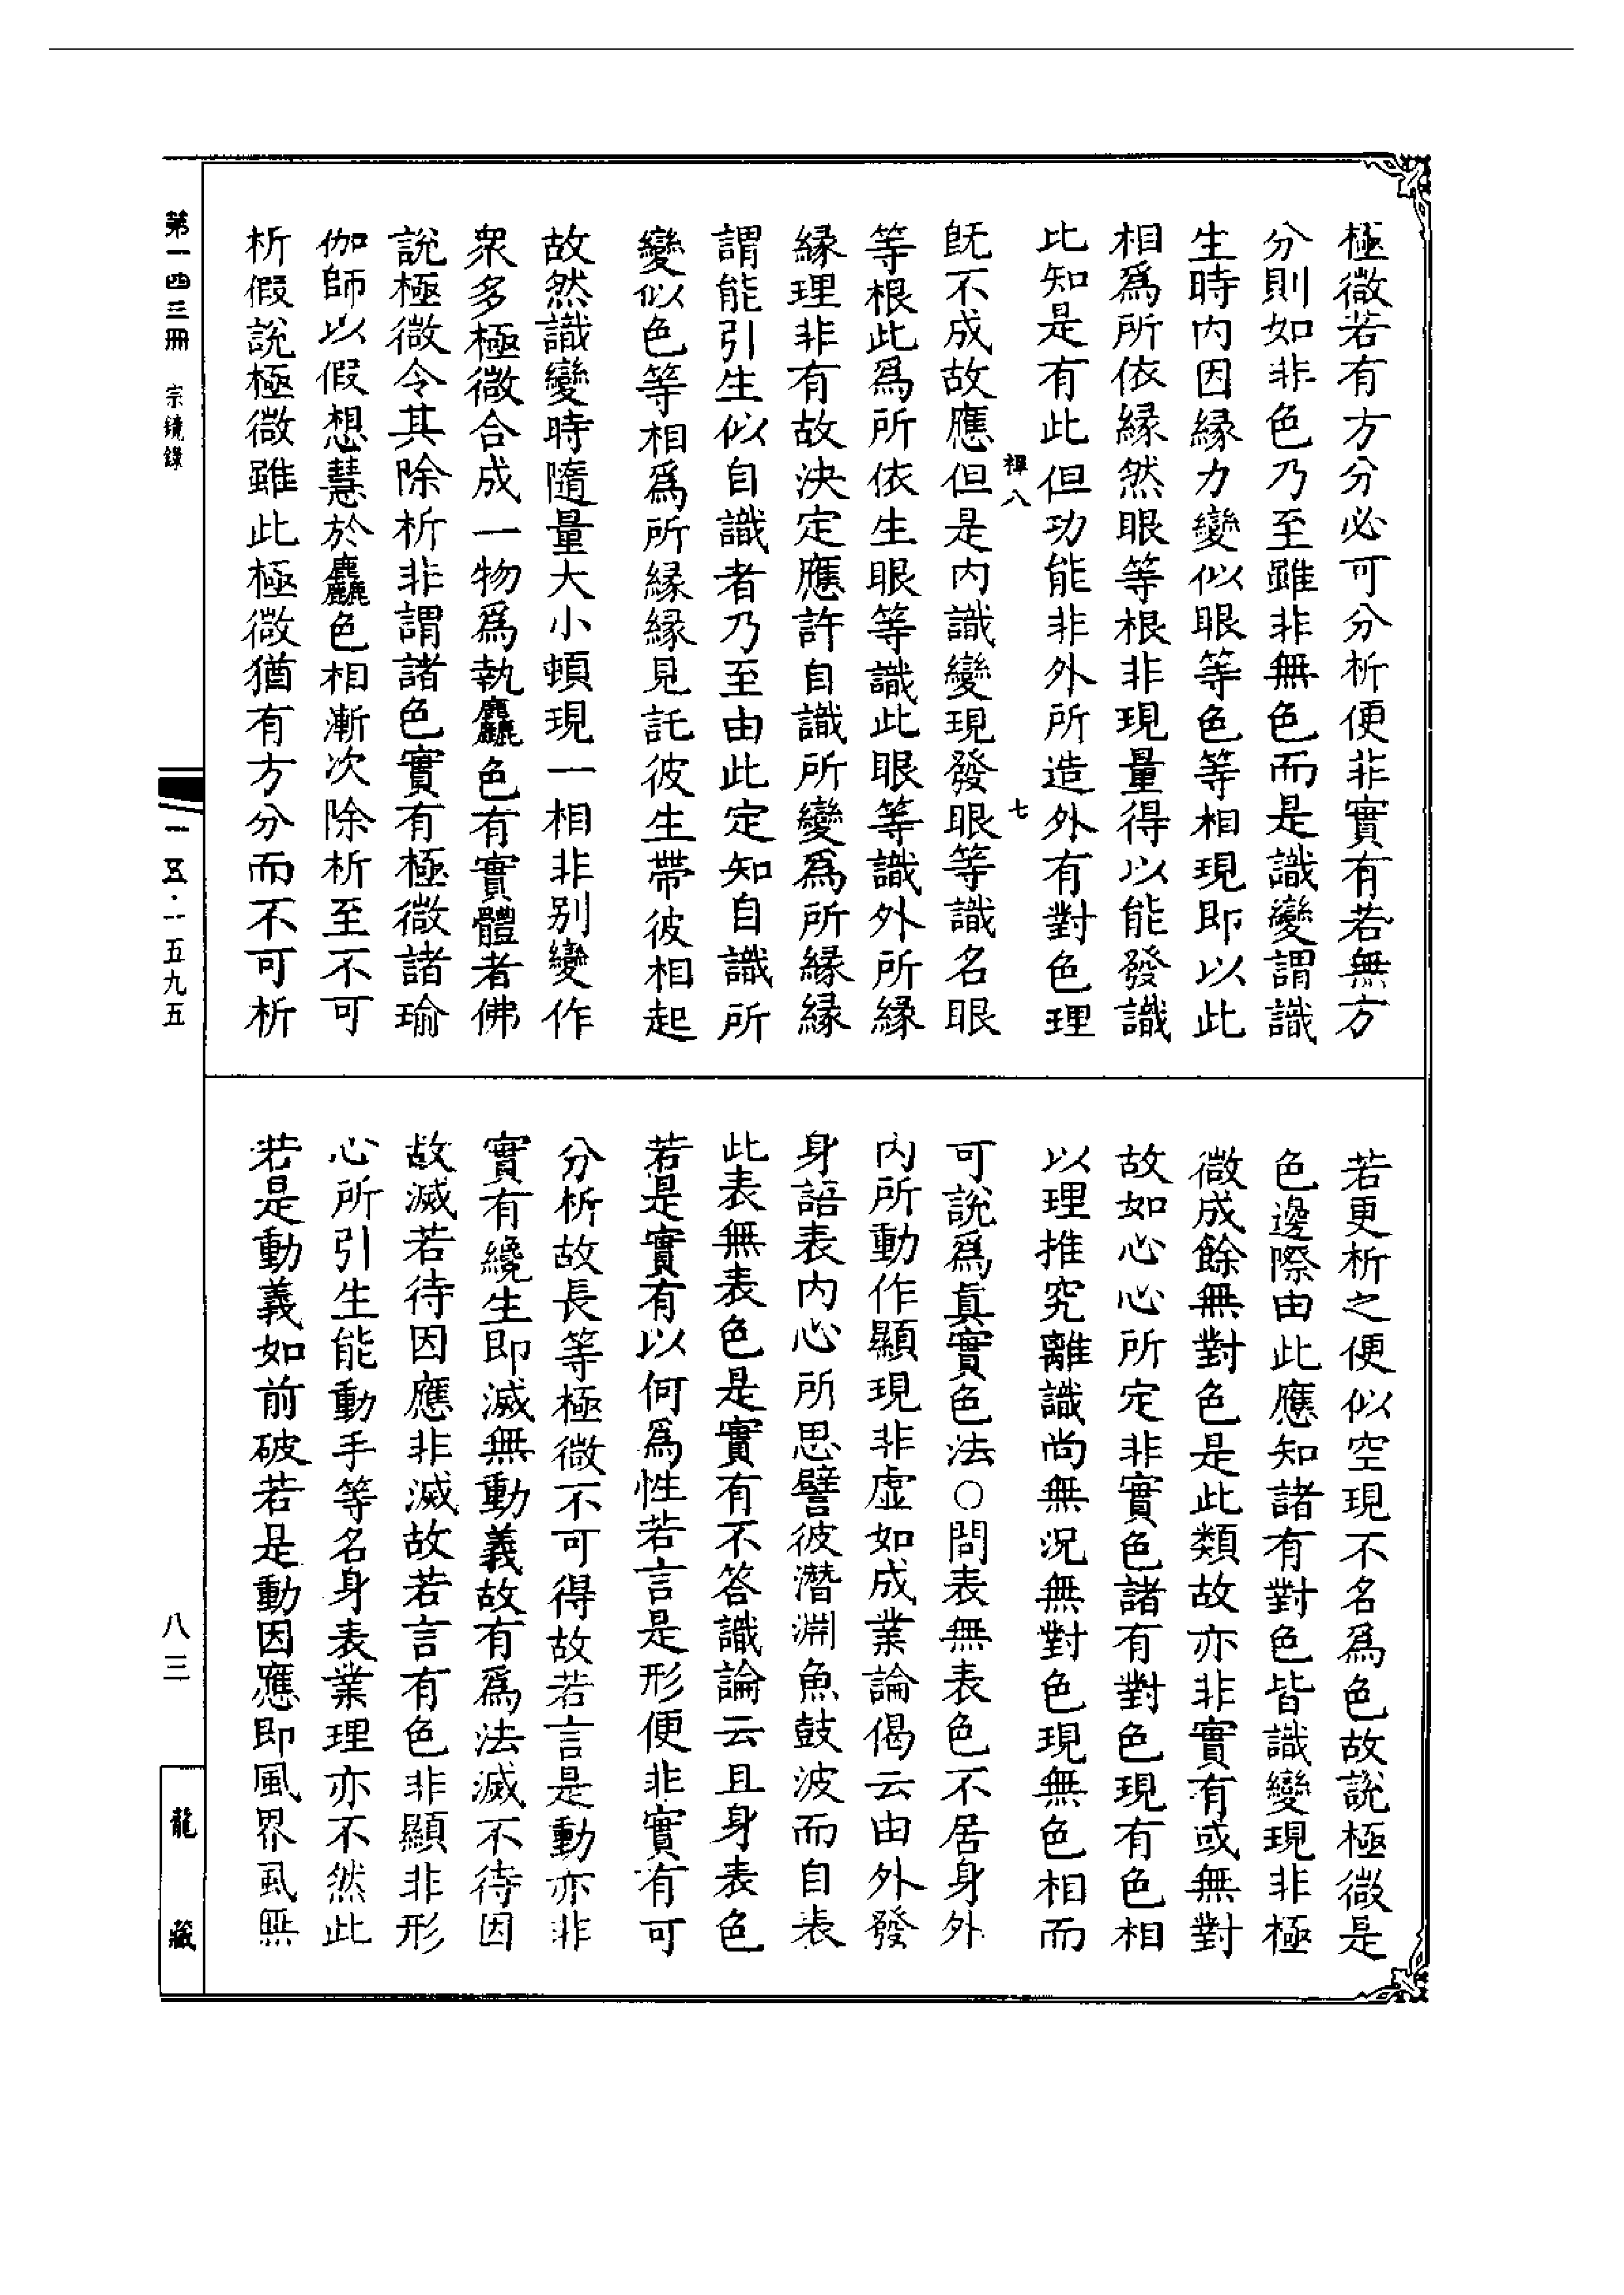 極微若有方分必可分析便非實有若無方
分則如非色乃至雖非無色而是識變謂識
生時内因縁力變似眼等色等相現即以此
相爲所依縁然眼等根非現量得以能發識
此知是有此但功能非外所造外有對色理
禪八 七
旣不成故應但是内識變現發眼等識名眼
等根此爲所依生眼等識此眼等識外所縁
縁理非有故決定應許自識所變爲所縁縁
謂能引生似自識者乃至由此定知自識所
變似色等相爲所縁縁見託彼生帶彼相起
故然識變時隨量大小頓現一相非别變作
衆多極微合成一物爲執麤色有實體者佛
說極微令其除析非謂諸色實有極微諸瑜
伽師以假想慧於麤色相漸次除析至不可
析假說極微雖此極微猶有方分而不可析
若更析之便似空現不名爲色故說極微是
色邊際由此應知諸有對色皆識變現非極
微成餘無對色是此類故亦非實有或無對
故如心心所定非實色諸有對色現有色相
以理推究離識尚無况無對色現無色相而
可說爲真實色法○問表無表色不居身外
内所動作顯現非虚如成業論偈云由外發
身語表内心所思譬彼潛淵魚鼓波而自表
此表無表色是實有不答識論云且身表色
若是實有以何爲性若言是形便非實有可
分析故長等極微不可得故若言是動亦非
實有纔生即滅無動義故有爲法滅不待因
故滅若待因應非滅故若言有色非顯非形
心所引生能動手等名身表業理亦不然此
若是動義如前破若是動因應即風界風無
第一四三冊 宗鏡錄
一五·一五九五
八三
龍藏